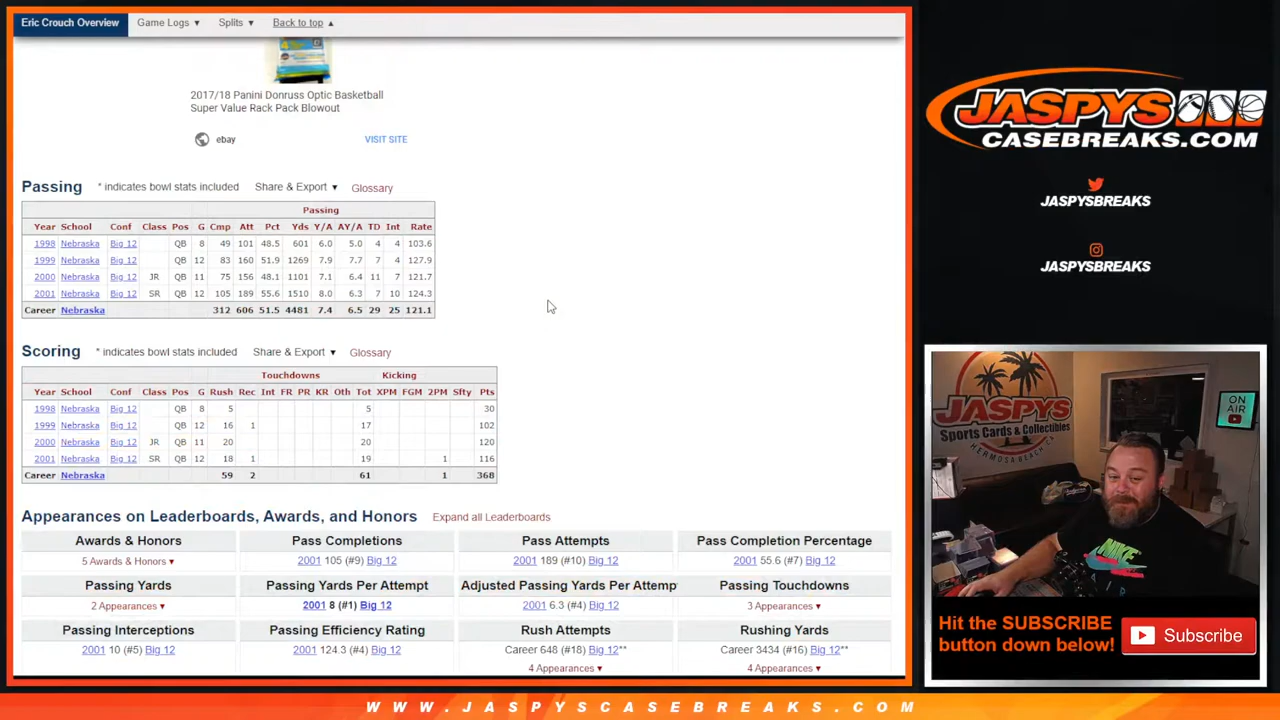 Eric Crouch Overview Game Logs ▼ Splits ▼ Back to top ▲
2017/18 Panini Donruss Optic Basketball
Super Value Rack Pack Blowout
ebay VISIT SITE
Passing * indicates bowl stats included Share & Export ▼ Glossary
Passing
Year School Conf Class Pos G Cmp Att Pct Yds Y/A AY/A TD Int Rate
1998 Nebraska Big 12 QB 8 49 101 48.5 601 6.0 5.0 4 4 103.6
1999 Nebraska Big 12 QB 12 83 160 51.9 1269 7.9 7.7 7 4 127.9
2000 Nebraska Big 12 JR QB 11 75 156 48.1 1101 7.1 6.4 11 7 121.7
2001 Nebraska Big 12 SR QB 12 105 189 55.6 1510 8.0 6.3 7 10 124.3
Career Nebraska 312 606 51.5 4481 7.4 6.5 29 25 121.1
Scoring * indicates bowl stats included Share & Export ▼ Glossary
Touchdowns Kicking
Year School Conf Class Pos G Rush Rec Int FR PR KR Oth Tot XPM FGM 2PM Sfty Pts
1998 Nebraska Big 12 QB 8 5 5 30
1999 Nebraska Big 12 QB 12 16 1 17 102
2000 Nebraska Big 12 JR QB 11 20 20 120
2001 Nebraska Big 12 SR QB 12 18 1 19 1 116
Career Nebraska 59 2 61 1 368
Appearances on Leaderboards, Awards, and Honors Expand all Leaderboards
Awards & Honors Pass Completions Pass Attempts Pass Completion Percentage
5 Awards & Honors ▼ 2001 105 (#9) Big 12 2001 189 (#10) Big 12 2001 55.6 (#7) Big 12
Passing Yards Passing Yards Per Attempt Adjusted Passing Yards Per Attemp Passing Touchdowns
2 Appearances ▼ 2001 8 (#1) Big 12 2001 6.3 (#4) Big 12 3 Appearances ▼
Passing Interceptions Passing Efficiency Rating Rush Attempts Rushing Yards
2001 10 (#5) Big 12 2001 124.3 (#4) Big 12 Career 648 (#18) Big 12** Career 3434 (#16) Big 12**
4 Appearances ▼ 4 Appearances ▼
JASPYS
CASEBREAKS.COM
JASPYSBREAKS
JASPYSBREAKS
JASPYS
Sports Cards & Collectibles
HERMOSA BEACH CA
ON
AIR
NIKE
Hit the SUBSCRIBE
button down below!
Subscribe
WWW.JASPYSCASEBREAKS.COM